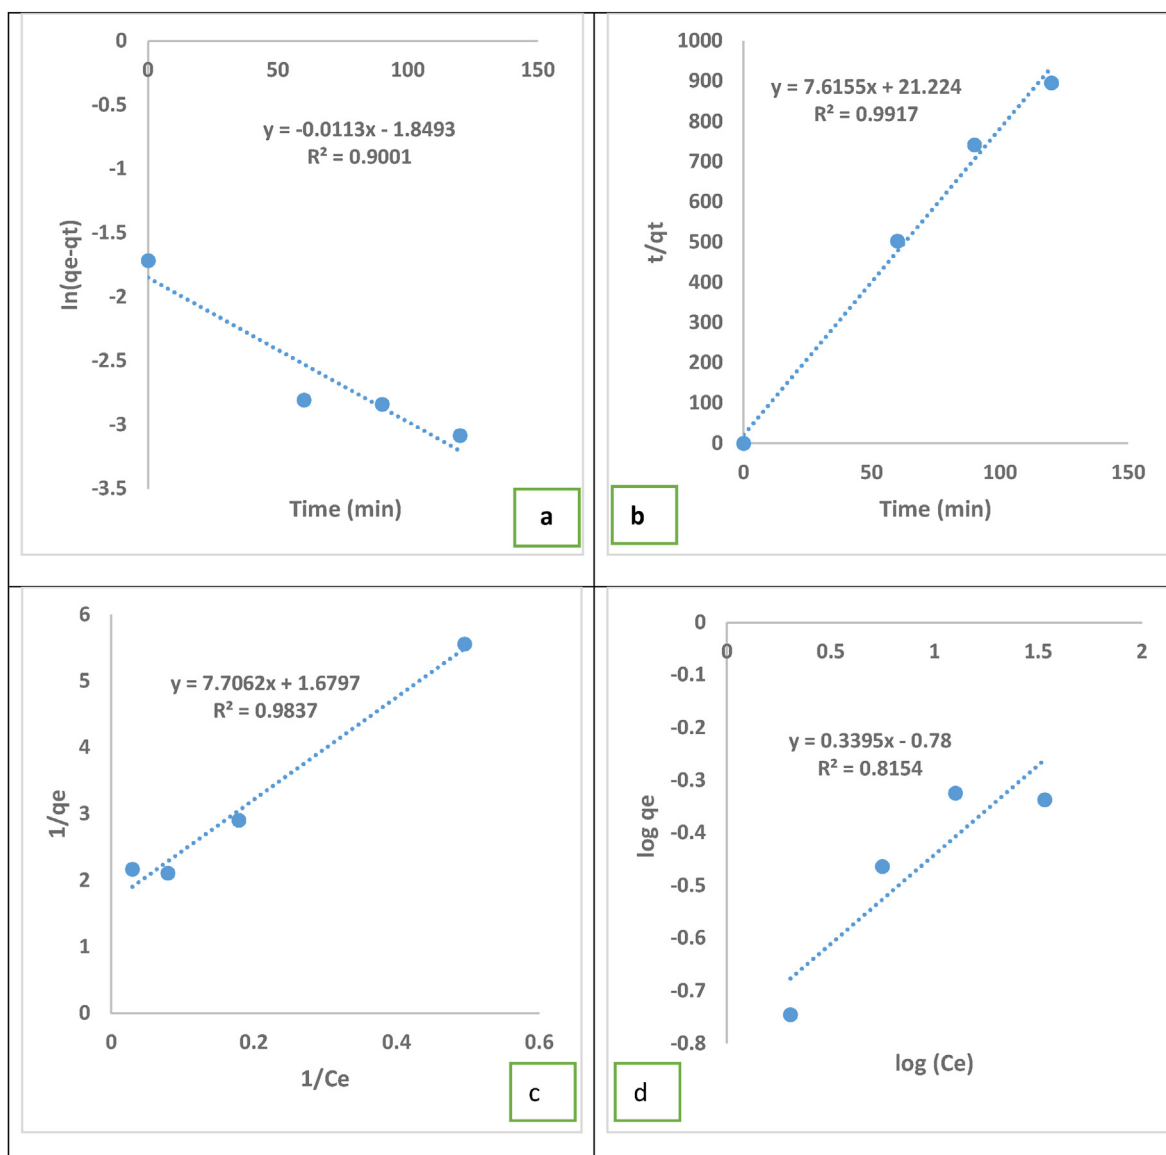 0
0
50
100
150
-0.5
y = -0.0113x - 1.8493
R² = 0.9001
-1
-1.5
-2
-2.5
-3
-3.5
ln(qe-qt)
Time (min)
a
1000
900
y = 7.6155x + 21.224
R² = 0.9917
800
700
600
500
400
300
200
100
0
t/qt
0
50
100
150
Time (min)
b
6
5
y = 7.7062x + 1.6797
R² = 0.9837
4
3
2
1
0
1/qe
0
0.2
0.4
0.6
1/Ce
c
0
0
0.5
1
1.5
2
-0.1
-0.2
y = 0.3395x - 0.78
R² = 0.8154
-0.3
-0.4
-0.5
-0.6
-0.7
-0.8
log qe
log (Ce)
d